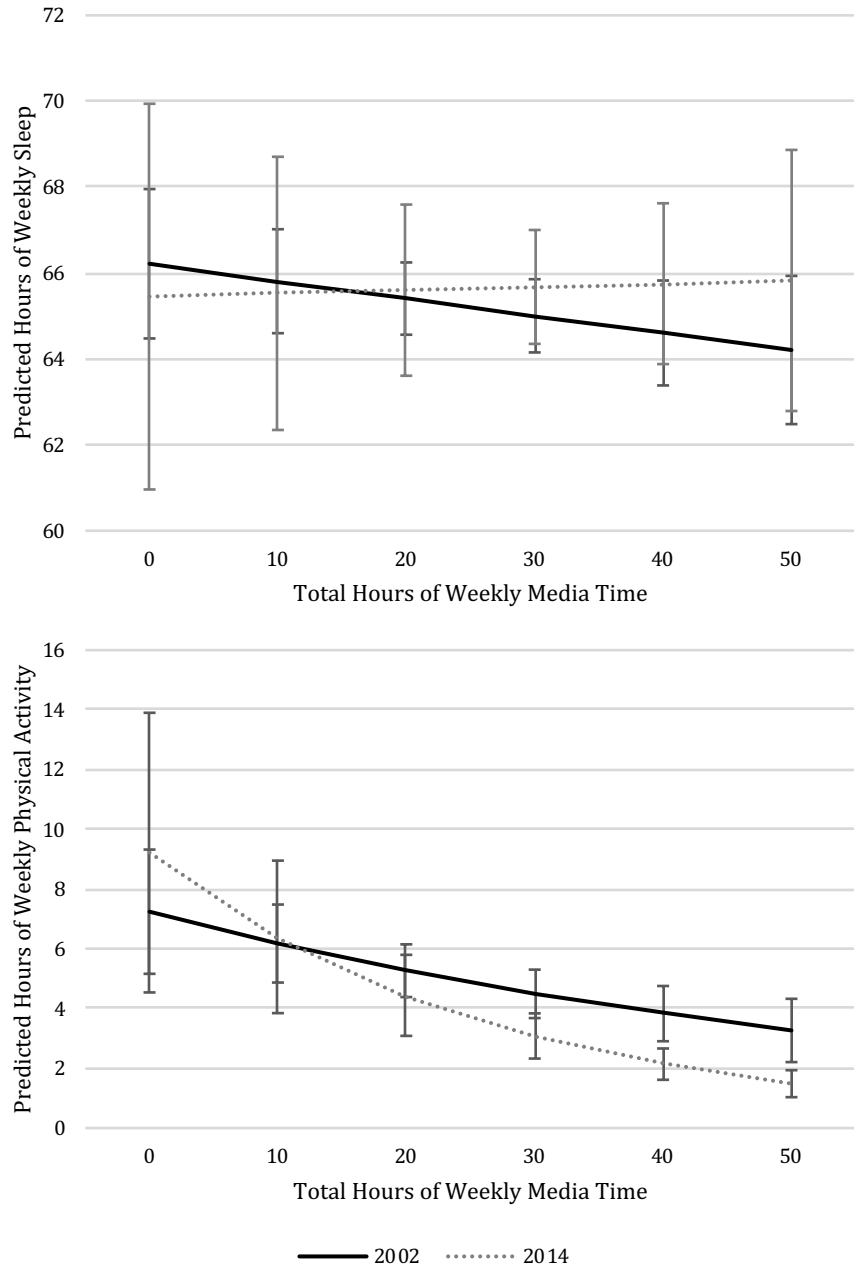 72
70
68
66
64
62
60
Predicted Hours of Weekly Sleep
0 10 20 30 40 50
Total Hours of Weekly Media Time
16
14
12
10
8
6
4
2
0
Predicted Hours of Weekly Physical Activity
0 10 20 30 40 50
Total Hours of Weekly Media Time
2002 2014